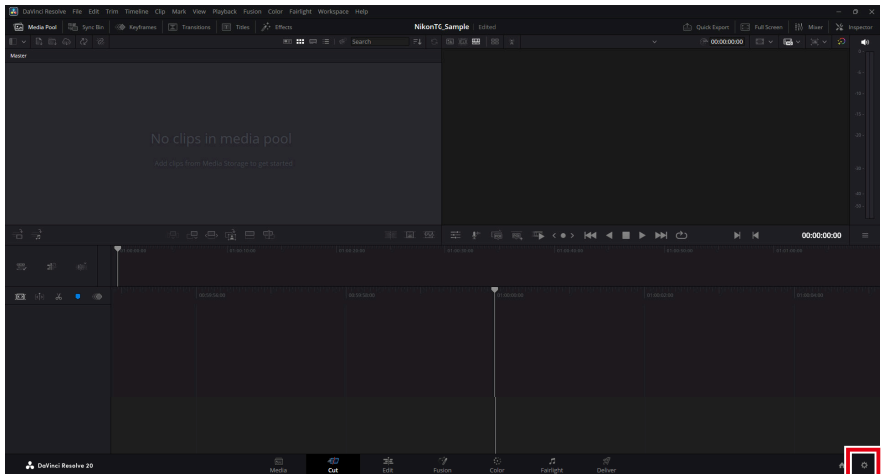 DaVinci Resolve File Edit Trim Timeline Clip Mark View Playback Fusion Color Fairlight Workspace Help
Media Pool Sync Bin Keyframes Transitions Titles Effects NikonTG_Sample Edited Quick Export Full Screen Mixer Inspector
Search 00:00:00:00
Master
No clips in media pool
Add clips from Media Storage to get started
00:00:00:00
DaVinci Resolve 20 Media Cut Edit Fusion Color Fairlight Deliver